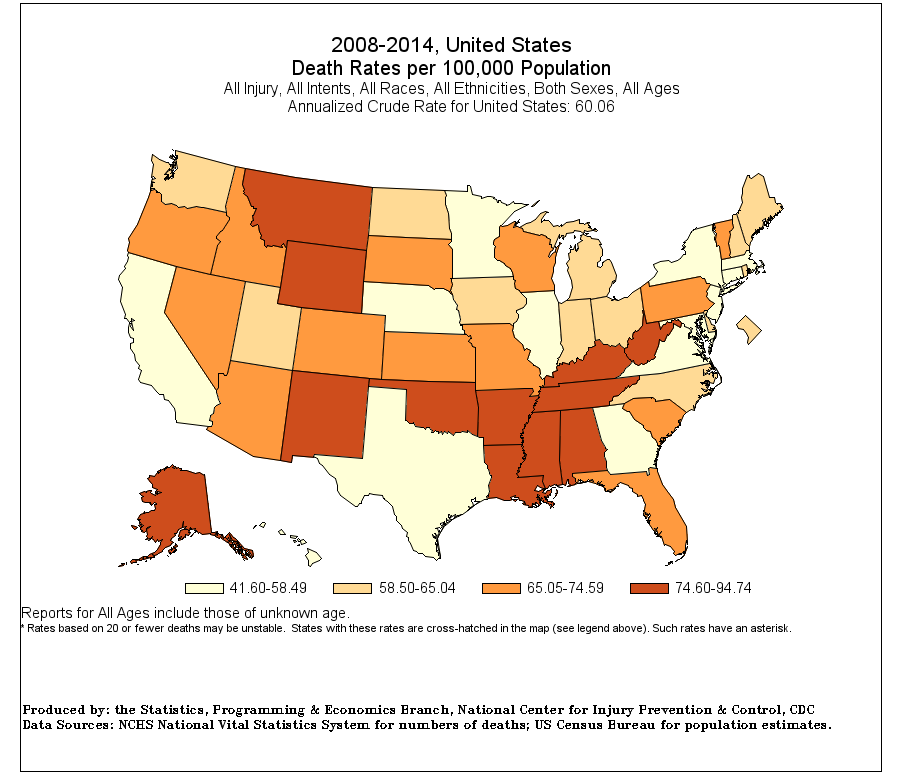 2008-2014, United States
Death Rates per 100,000 Population
All Injury, All Intents, All Races, All Ethnicities, Both Sexes, All Ages
Annualized Crude Rate for United States: 60.06
41.60-58.49 58.50-65.04 65.05-74.59 74.60-94.74
Reports for All Ages include those of unknown age.
* Rates based on 20 or fewer deaths may be unstable. States with these rates are cross-hatched in the map (see legend above). Such rates have an asterisk.
Produced by: the Statistics, Programming & Economics Branch, National Center for Injury Prevention & Control, CDC
Data Sources: NCHS National Vital Statistics System for numbers of deaths; US Census Bureau for population estimates.